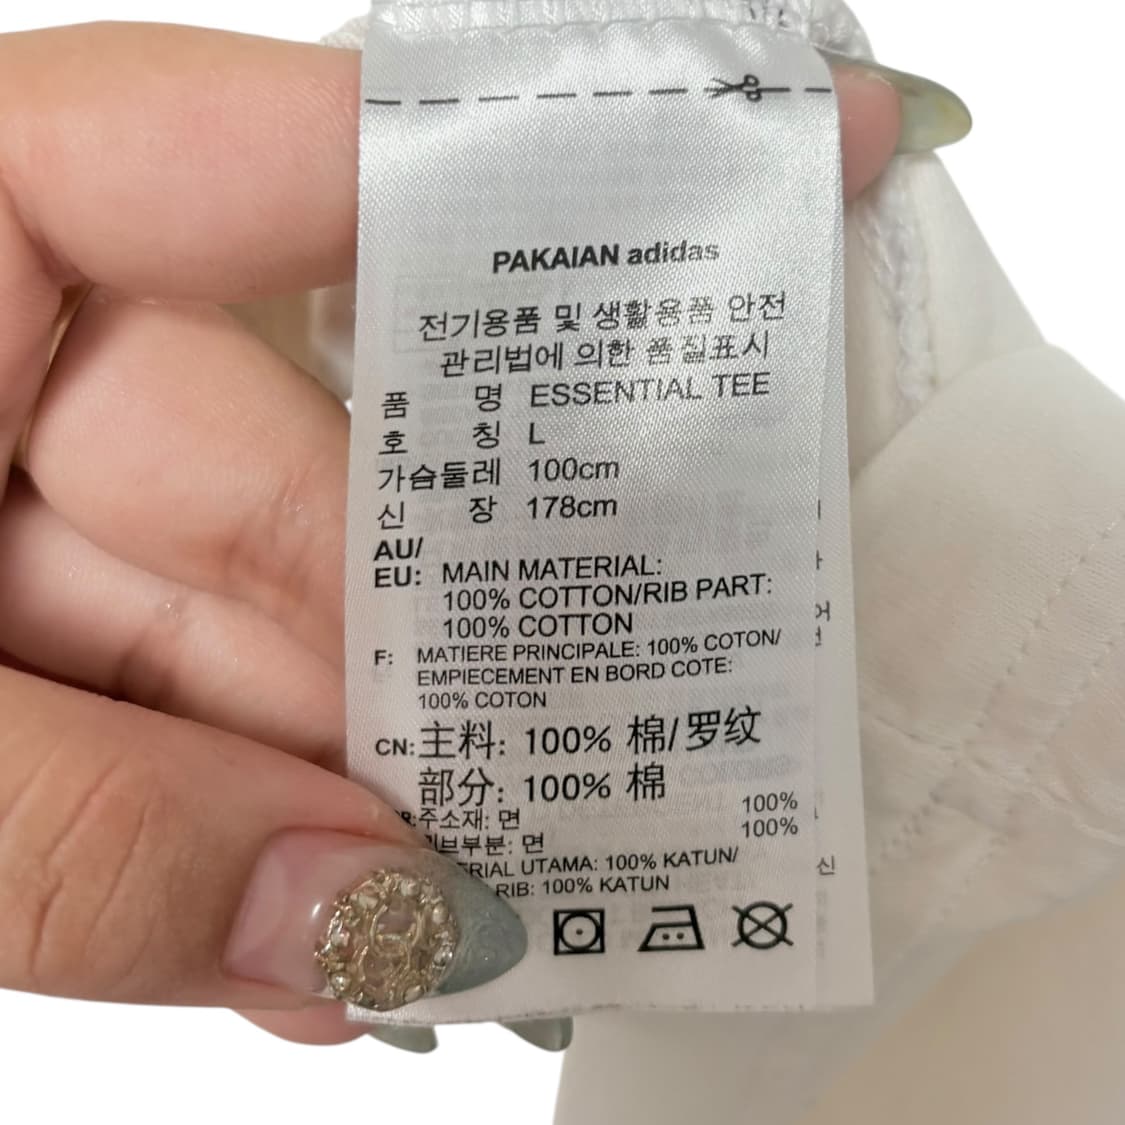 PAKAIAN adidas
전기용품 및 생활용품 안전
관리법에 의한 품질표시
품 명 ESSENTIAL TEE
호 칭 L
가슴둘레 100cm
신 장 178cm
AU/
EU: MAIN MATERIAL:
100% COTTON/RIB PART:
100% COTTON
F: MATIERE PRINCIPALE: 100% COTON/
EMPIECEMENT EN BORD COTE:
100% COTON
CN: 主料: 100% 棉/罗纹
部分: 100% 棉
주소재: 면 100%
브부분: 면 100%
UTAMA: 100% KATUN/
RIB: 100% KATUN